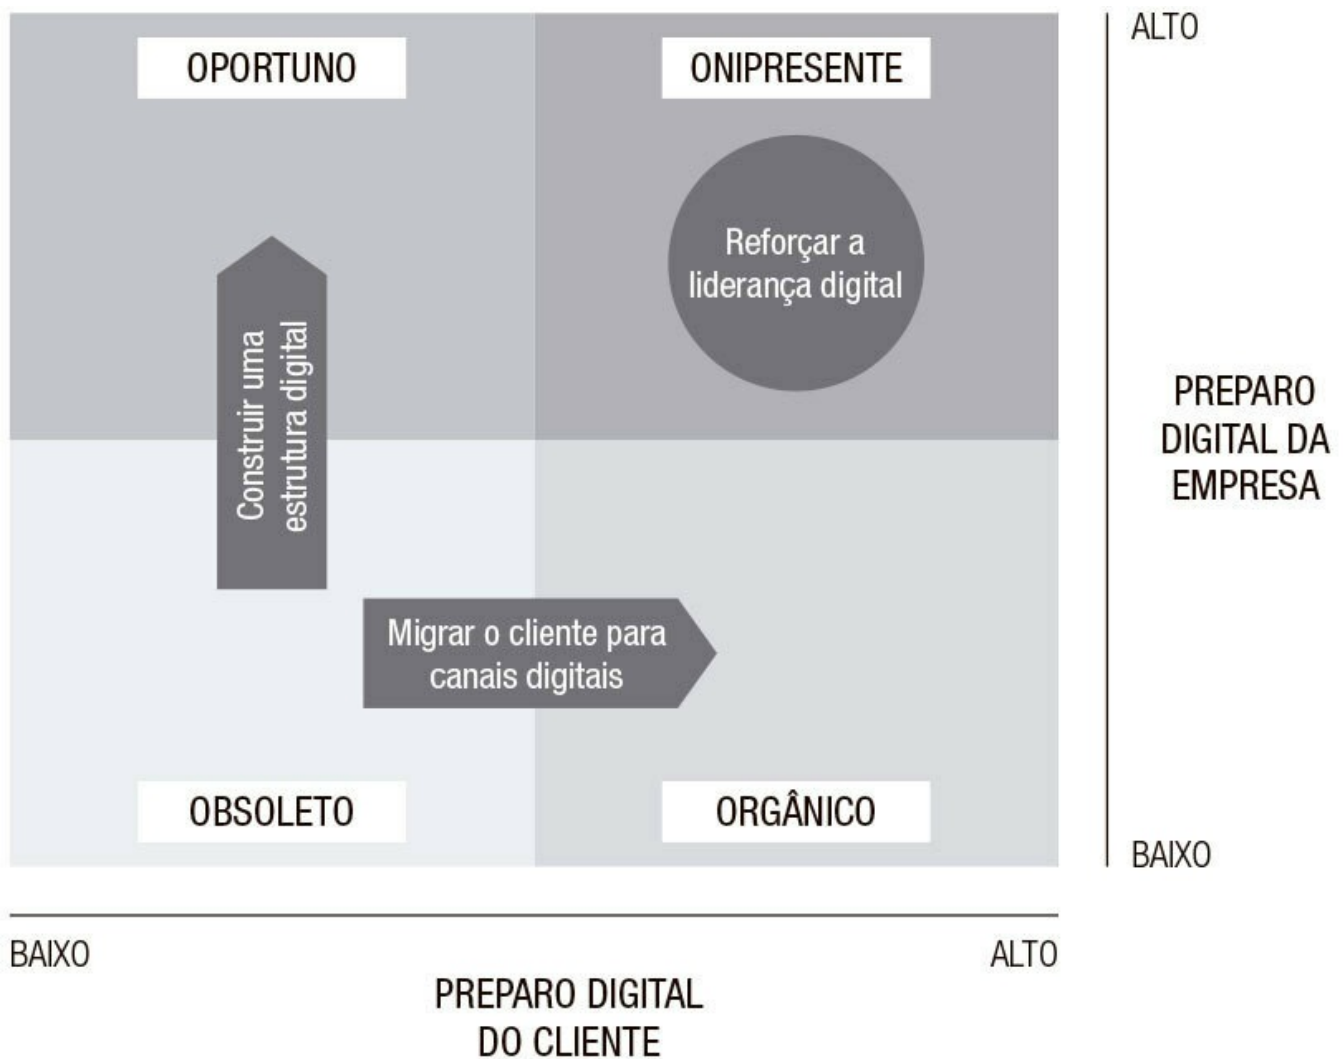 OPORTUNO
ONIPRESENTE
ALTO
Reforçar a
liderança digital
Construir uma
estrutura digital
PREPARO
DIGITAL DA
EMPRESA
Migrar o cliente para
canais digitais
OBSOLETO
ORGÂNICO
BAIXO
BAIXO
ALTO
PREPARO DIGITAL
DO CLIENTE